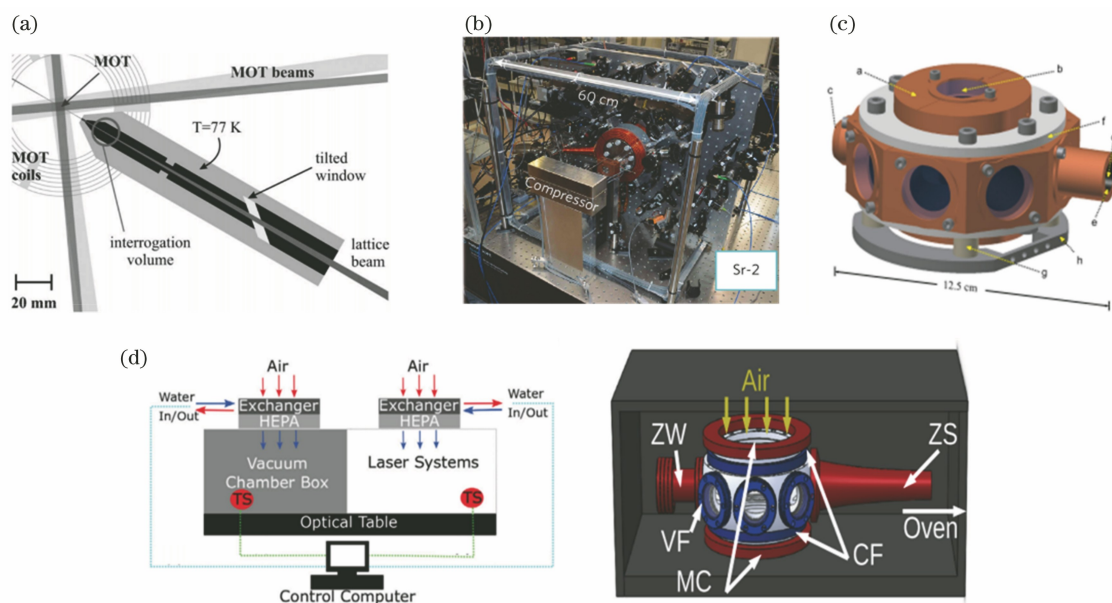 (a)
MOT
MOT beams
T=77 K
MOT
coils
tilted
window
interrogation
volume
lattice
beam
20 mm
(b)
60 cm
Compressor
Sr-2
(c)
a
b
c
f
e
g
h
12.5 cm
(d)
Air
Air
Water
In/Out
Exchanger
HEPA
Exchanger
HEPA
Water
In/Out
Vacuum
Chamber Box
Laser Systems
TS
TS
Optical Table
Control Computer
Air
ZW
ZS
Oven
VF
CF
MC